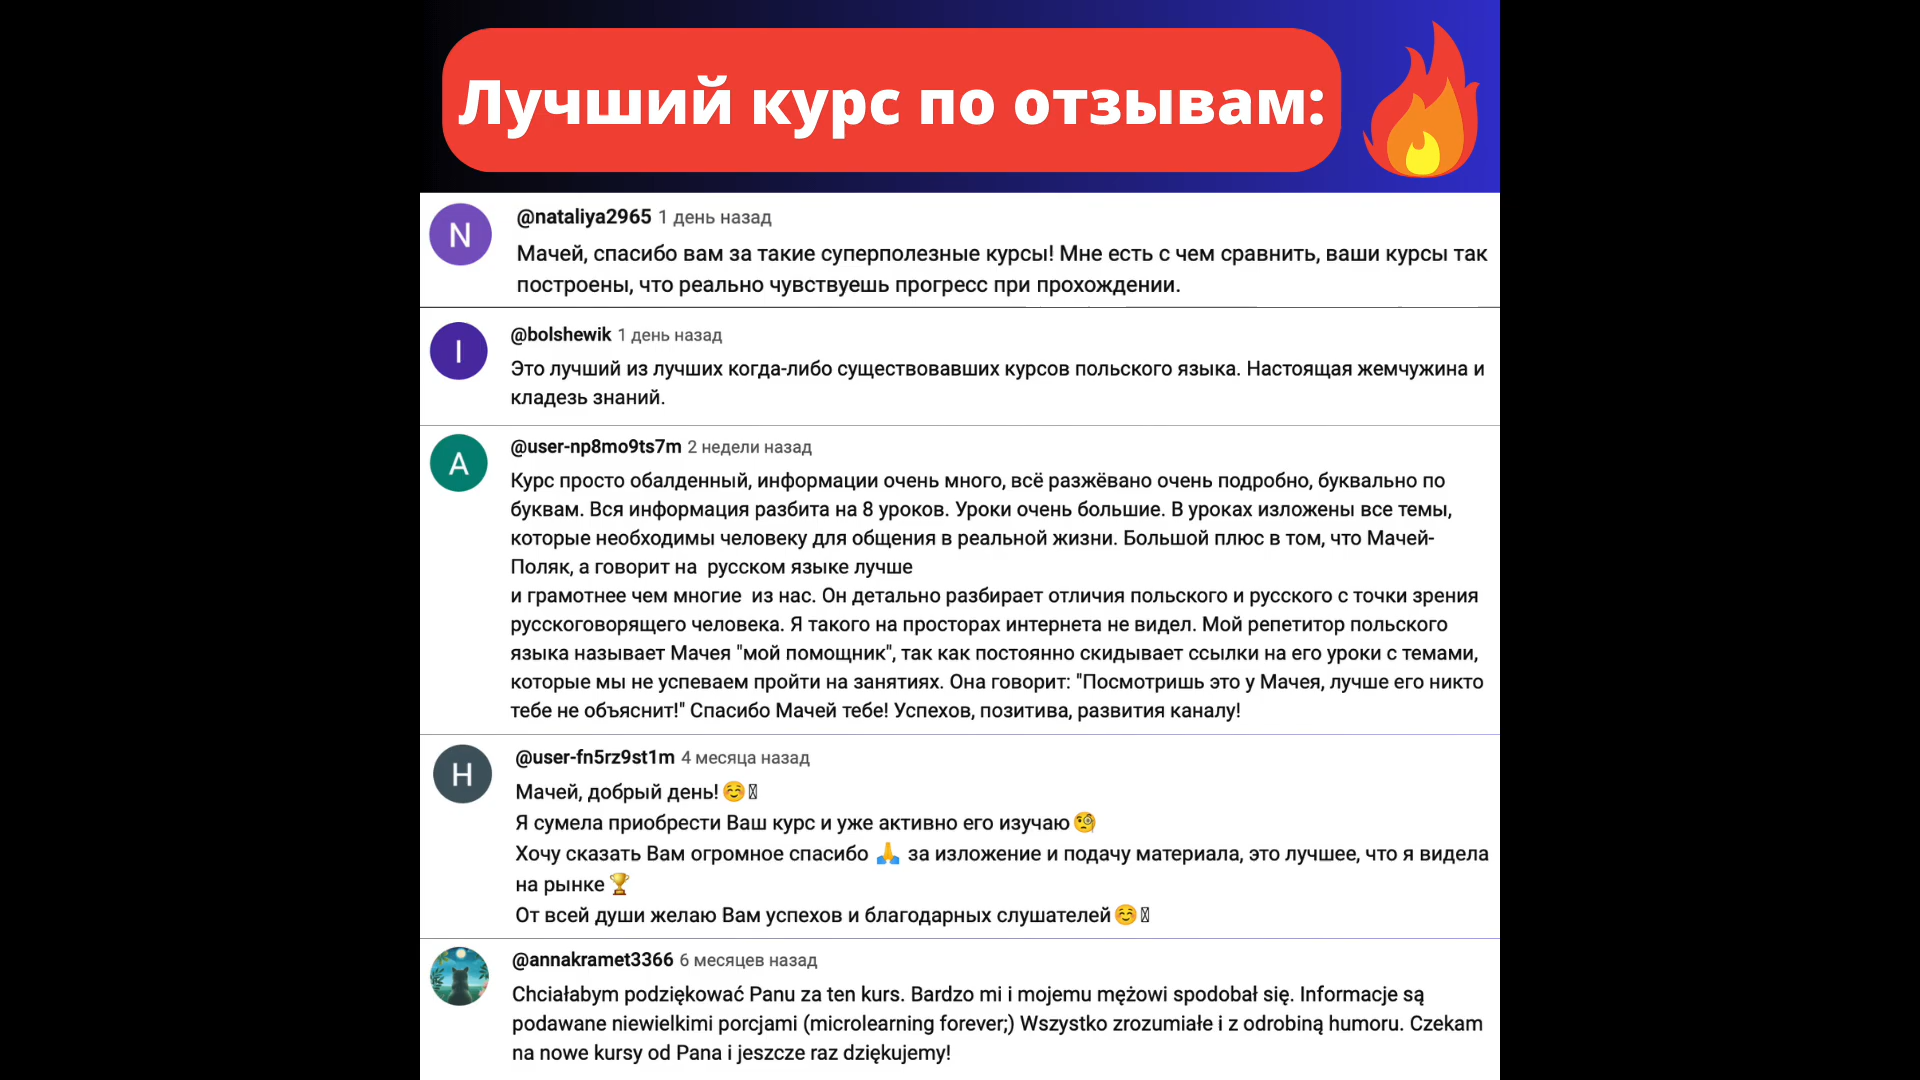 Лучший курс по отзывам:
N
@nataliya2965 1 день назад
Мачей, спасибо вам за такие суперполезные курсы! Мне есть с чем сравнить, ваши курсы так
построены, что реально чувствуешь прогресс при прохождении.
I
@bolshewik 1 день назад
Это лучший из лучших когда-либо существовавших курсов польского языка. Настоящая жемчужина и
кладезь знаний.
A
@user-np8mo9ts7m 2 недели назад
Курс просто обалденный, информации очень много, всё разжёвано очень подробно, буквально по
буквам. Вся информация разбита на 8 уроков. Уроки очень большие. В уроках изложены все темы,
которые необходимы человеку для общения в реальной жизни. Большой плюс в том, что Мачей-
Поляк, а говорит на  русском языке лучше
и грамотнее чем многие  из нас. Он детально разбирает отличия польского и русского с точки зрения
русскоговорящего человека. Я такого на просторах интернета не видел. Мой репетитор польского
языка называет Мачея "мой помощник", так как постоянно скидывает ссылки на его уроки с темами,
которые мы не успеваем пройти на занятиях. Она говорит: "Посмотришь это у Мачея, лучше его никто
тебе не объяснит!" Спасибо Мачей тебе! Успехов, позитива, развития каналу!
Н
@user-fn5rz9st1m 4 месяца назад
Мачей, добрый день!☺️
Я сумела приобрести Ваш курс и уже активно его изучаю🧐
Хочу сказать Вам огромное спасибо 🙏 за изложение и подачу материала, это лучшее, что я видела
на рынке🏆
От всей души желаю Вам успехов и благодарных слушателей☺️
@annakramet3366 6 месяцев назад
Chciałabym podziękować Panu za ten kurs. Bardzo mi i mojemu mężowi spodobał się. Informacje są
podawane niewielkimi porcjami (microlearning forever;) Wszystko zrozumiałe i z odrobiną humoru. Czekam
na nowe kursy od Pana i jeszcze raz dziękujemy!